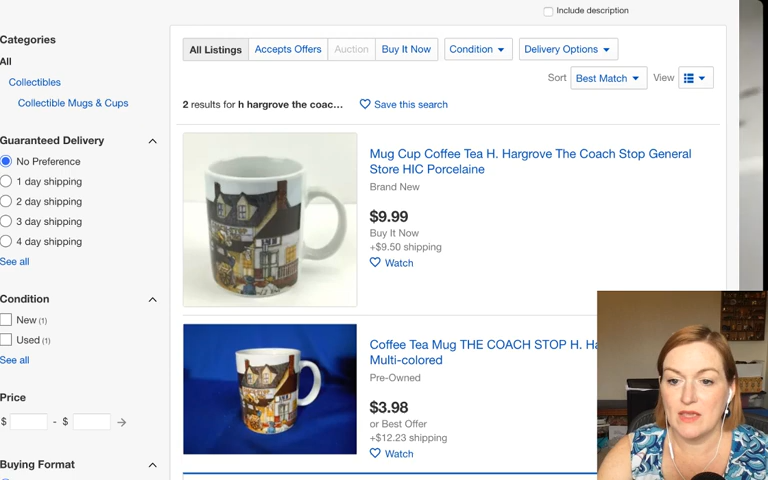 Include description
Categories
All
Collectibles
Collectible Mugs & Cups
Guaranteed Delivery
No Preference
1 day shipping
2 day shipping
3 day shipping
4 day shipping
See all
Condition
New (1)
Used (1)
See all
Price
$ - $
Buying Format
All Listings
Accepts Offers
Auction
Buy It Now
Condition
Delivery Options
Sort
Best Match
View
2 results for h hargrove the coac...
Save this search
Mug Cup Coffee Tea H. Hargrove The Coach Stop General
Store HIC Porcelaine
Brand New
$9.99
Buy It Now
+$9.50 shipping
Watch
Coffee Tea Mug THE COACH STOP H. Ha
Multi-colored
Pre-Owned
$3.98
or Best Offer
+$12.23 shipping
Watch